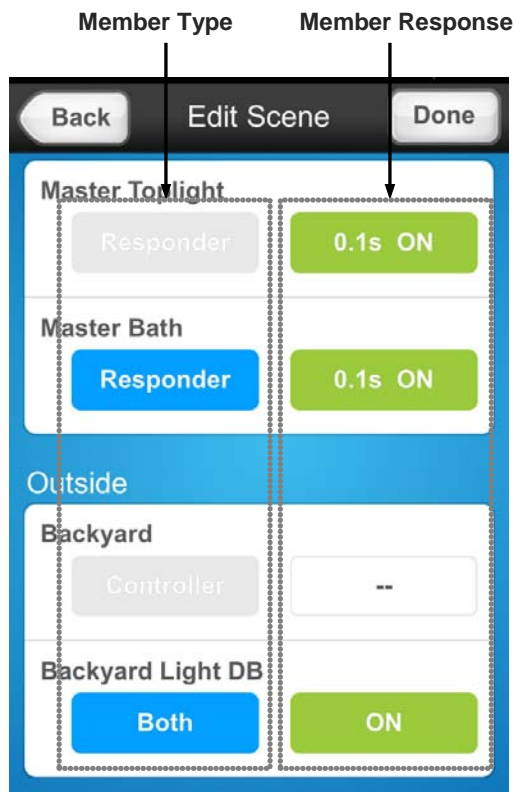 Member Type Member Response
Back Edit Scene Done
Master Toplight
Responder 0.1s ON
Master Bath
Responder 0.1s ON
Outside
Backyard
Controller --
Backyard Light DB
Both ON